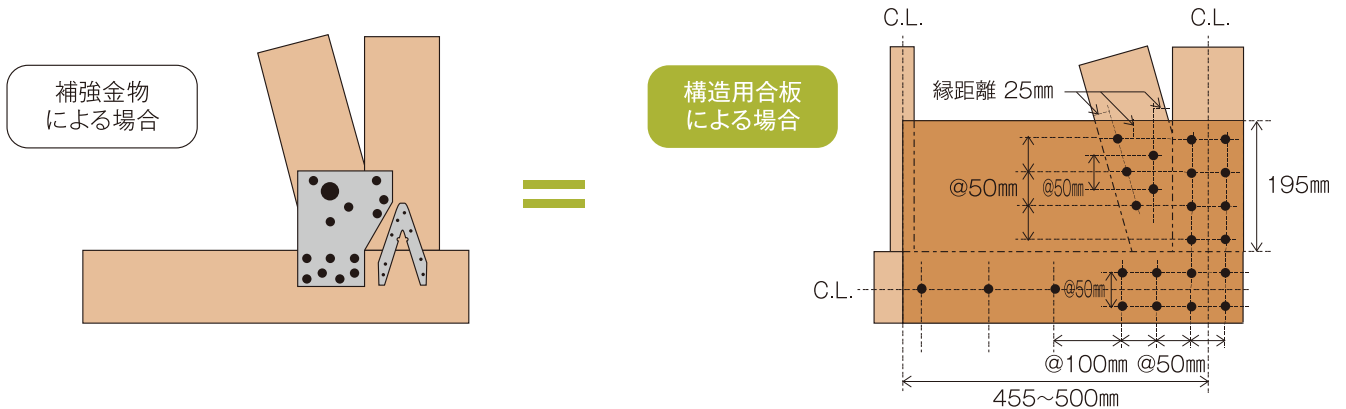 補強金物
による場合
構造用合板
による場合
C.L.
C.L.
縁距離 25㎜
@50㎜
@50㎜
195㎜
C.L.
@50㎜
@100㎜
@50㎜
455～500㎜